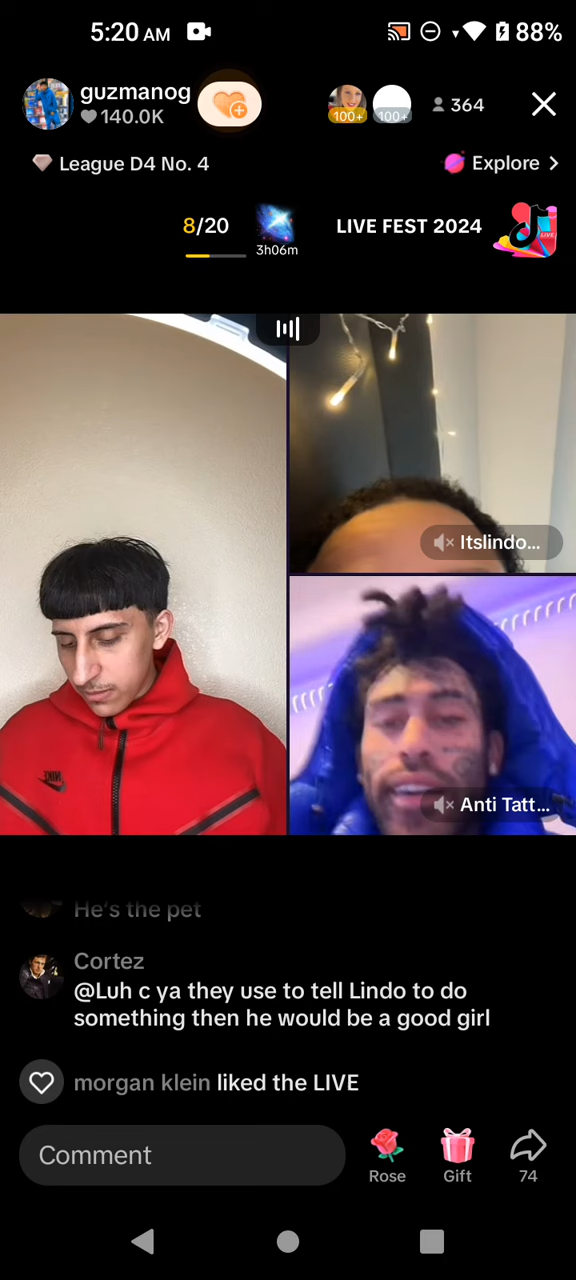 5:20 AM
88%
guzmanog
140.0K
100+
100+
364
League D4 No. 4
Explore >
8/20
3h06m
LIVE FEST 2024
LIVE
Itslindo...
Anti Tatt...
He's the pet
Cortez
@Luh c ya they use to tell Lindo to do
something then he would be a good girl
morgan klein liked the LIVE
Comment
Rose
Gift
74